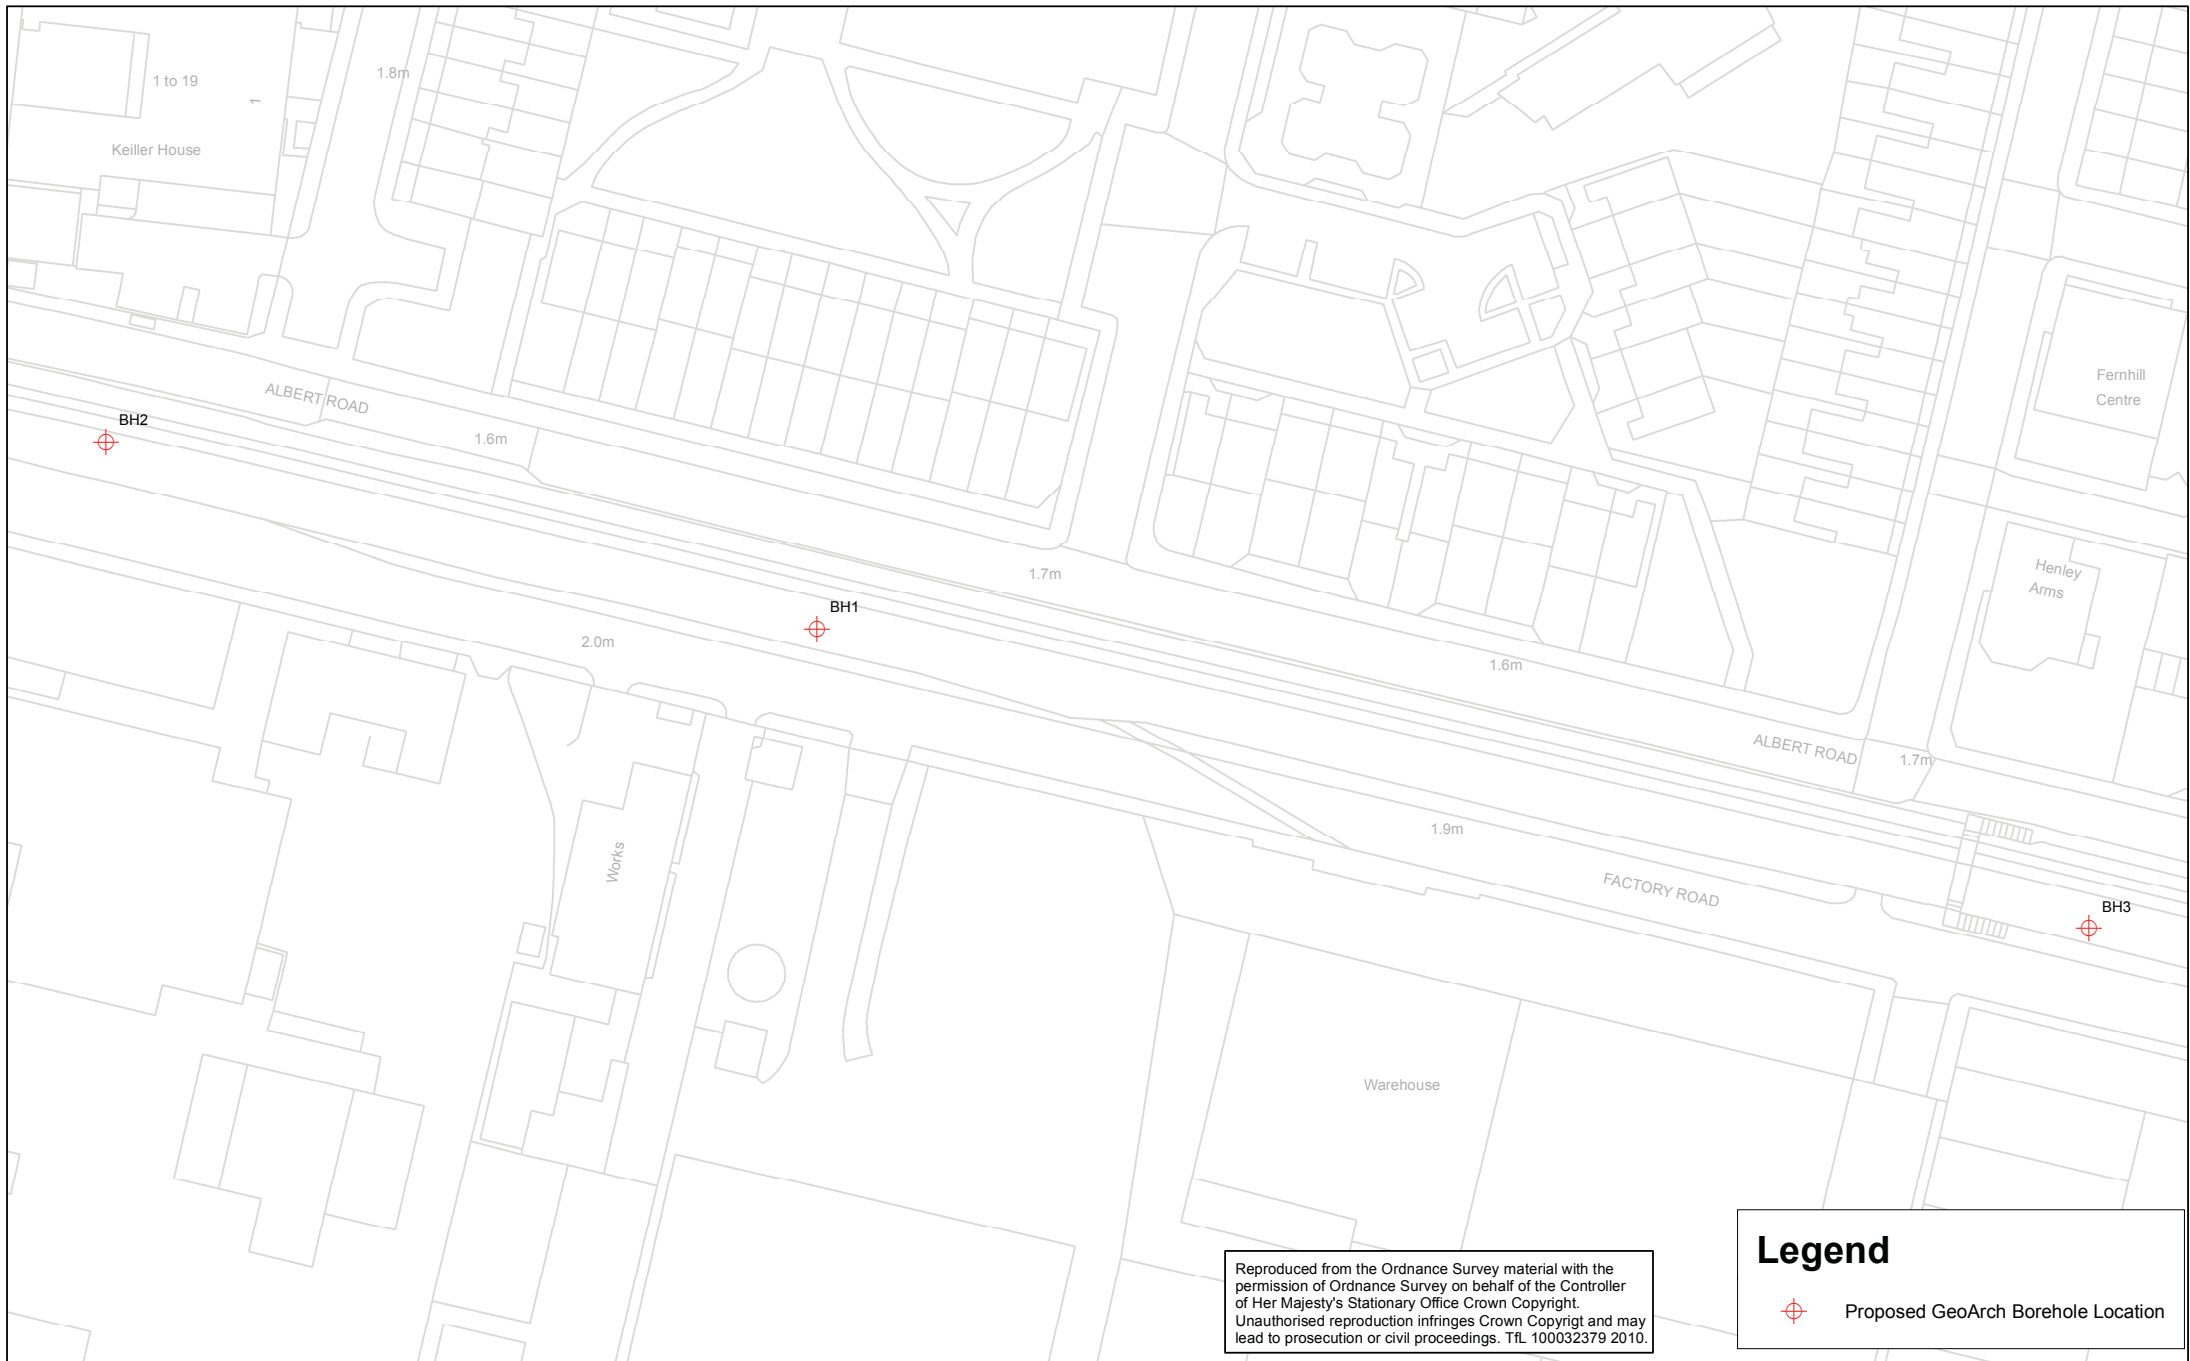 1 to 19
1
1.8m
Keiller House
ALBERT ROAD
BH2
1.6m
Fernhill
Centre
Henley
Arms
1.7m
BH1
2.0m
1.6m
ALBERT ROAD
1.7m
1.9m
Works
FACTORY ROAD
BH3
Warehouse
Reproduced from the Ordnance Survey material with the
permission of Ordnance Survey on behalf of the Controller
of Her Majesty's Stationary Office Crown Copyright.
Unauthorised reproduction infringes Crown Copyrigt and may
lead to prosecution or civil proceedings. TfL 100032379 2010.
Legend
Proposed GeoArch Borehole Location